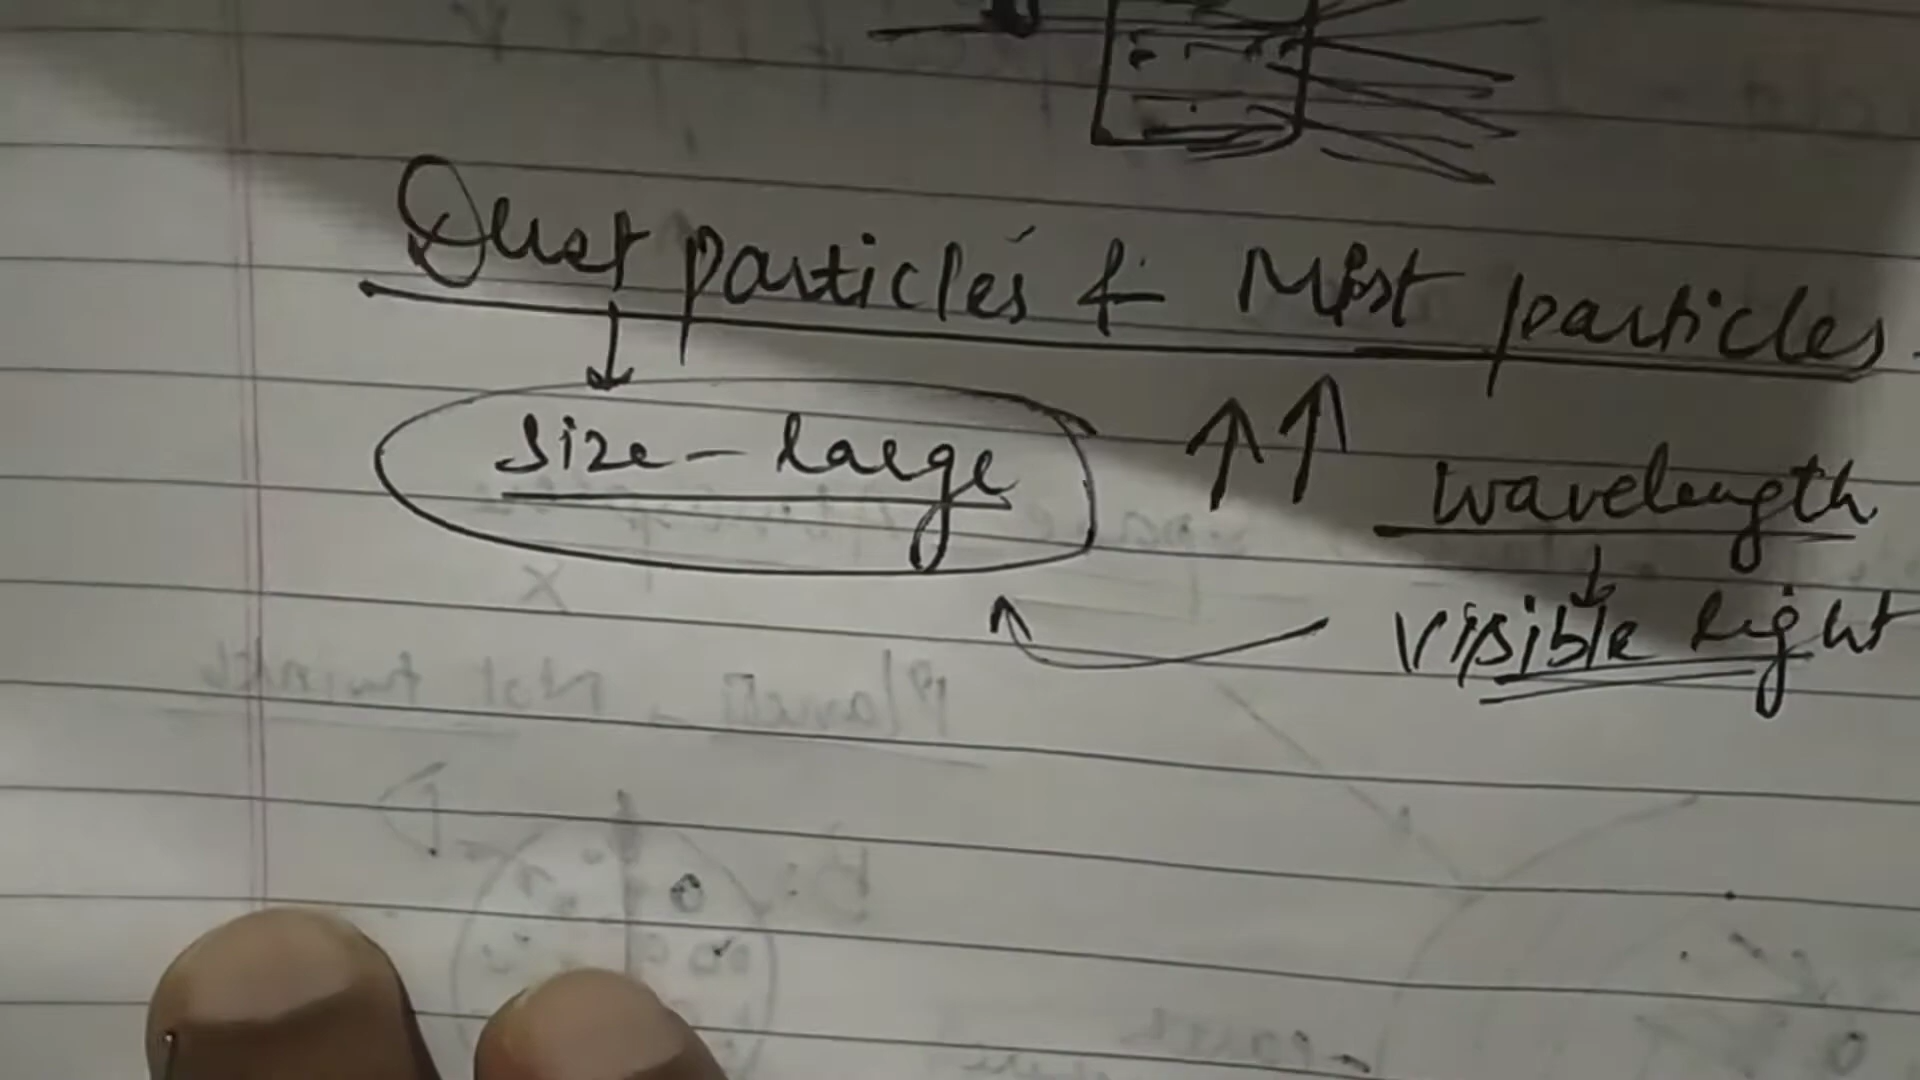 Dust particles & Mist particles.
size - large ↑↑ wavelength
visible light